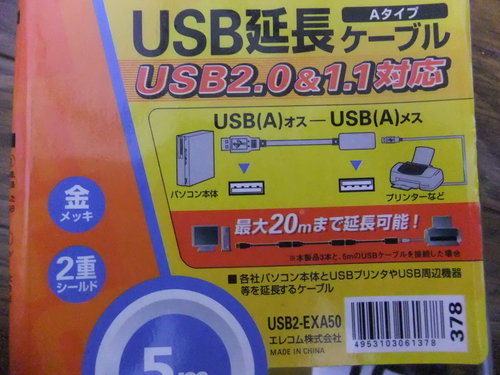 USB延長ケーブル
Aタイプ
USB2.0&1.1対応
USB(A)オス ― USB(A)メス
パソコン本体
プリンターなど
金
メッキ
最大20mまで延長可能!
※本製品3本と、5mのUSBケーブルを接続した場合
2重
シールド
■各社パソコン本体とUSBプリンタやUSB周辺機器
等を延長するケーブル
5m
USB2-EXA50
エレコム株式会社
MADE IN CHINA
4953103061378
378